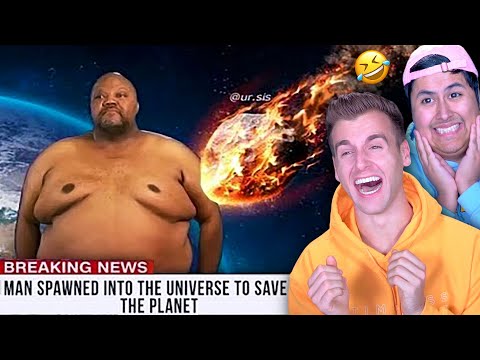 @ur.sis
BREAKING NEWS
MAN SPAWNED INTO THE UNIVERSE TO SAVE
THE PLANET